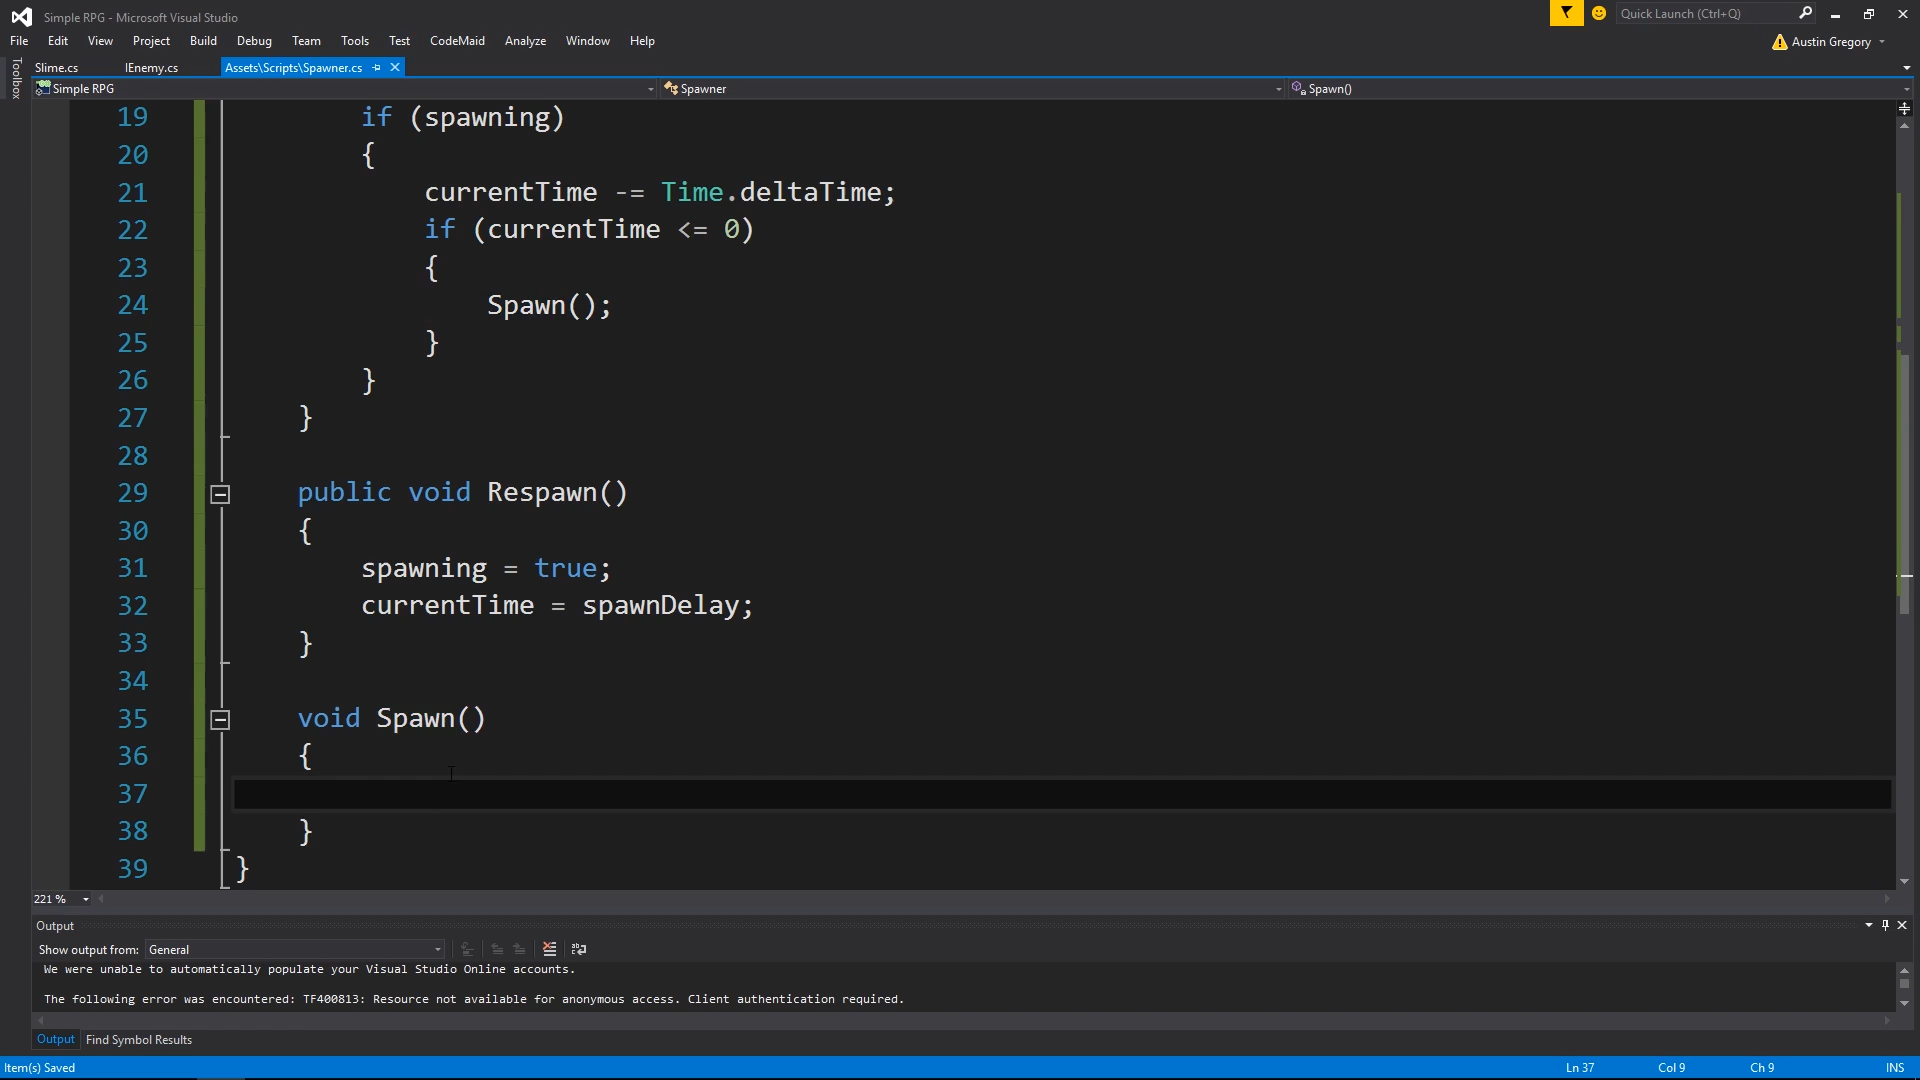 Simple RPG - Microsoft Visual Studio
Quick Launch (Ctrl+Q)
File Edit View Project Build Debug Team Tools Test CodeMaid Analyze Window Help
Austin Gregory
Toolbox
Slime.cs IEnemy.cs Assets\Scripts\Spawner.cs
Simple RPG Spawner Spawn()
19 if (spawning)
20 {
21 currentTime -= Time.deltaTime;
22 if (currentTime <= 0)
23 {
24 Spawn();
25 }
26 }
27 }
28
29 public void Respawn()
30 {
31 spawning = true;
32 currentTime = spawnDelay;
33 }
34
35 void Spawn()
36 {
37
38 }
39 }
221 %
Output
Show output from: General
We were unable to automatically populate your Visual Studio Online accounts.
The following error was encountered: TF400813: Resource not available for anonymous access. Client authentication required.
Output Find Symbol Results
Item(s) Saved Ln 37 Col 9 Ch 9 INS